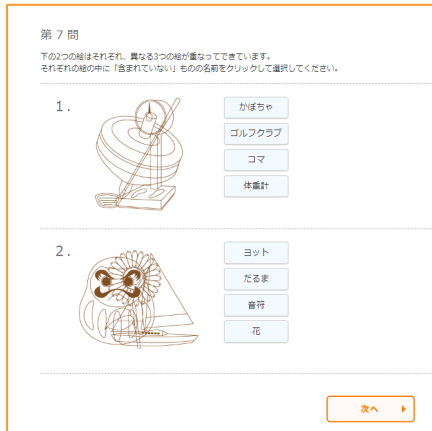 第 7 問
下の2つの絵はそれぞれ、異なる3つの絵が重なってできています。
それぞれの絵の中に「含まれていない」ものの名前をクリックして選択してください。
1.
かぼちゃ
ゴルフクラブ
コマ
体重計
2.
ヨット
だるま
音符
花
次へ